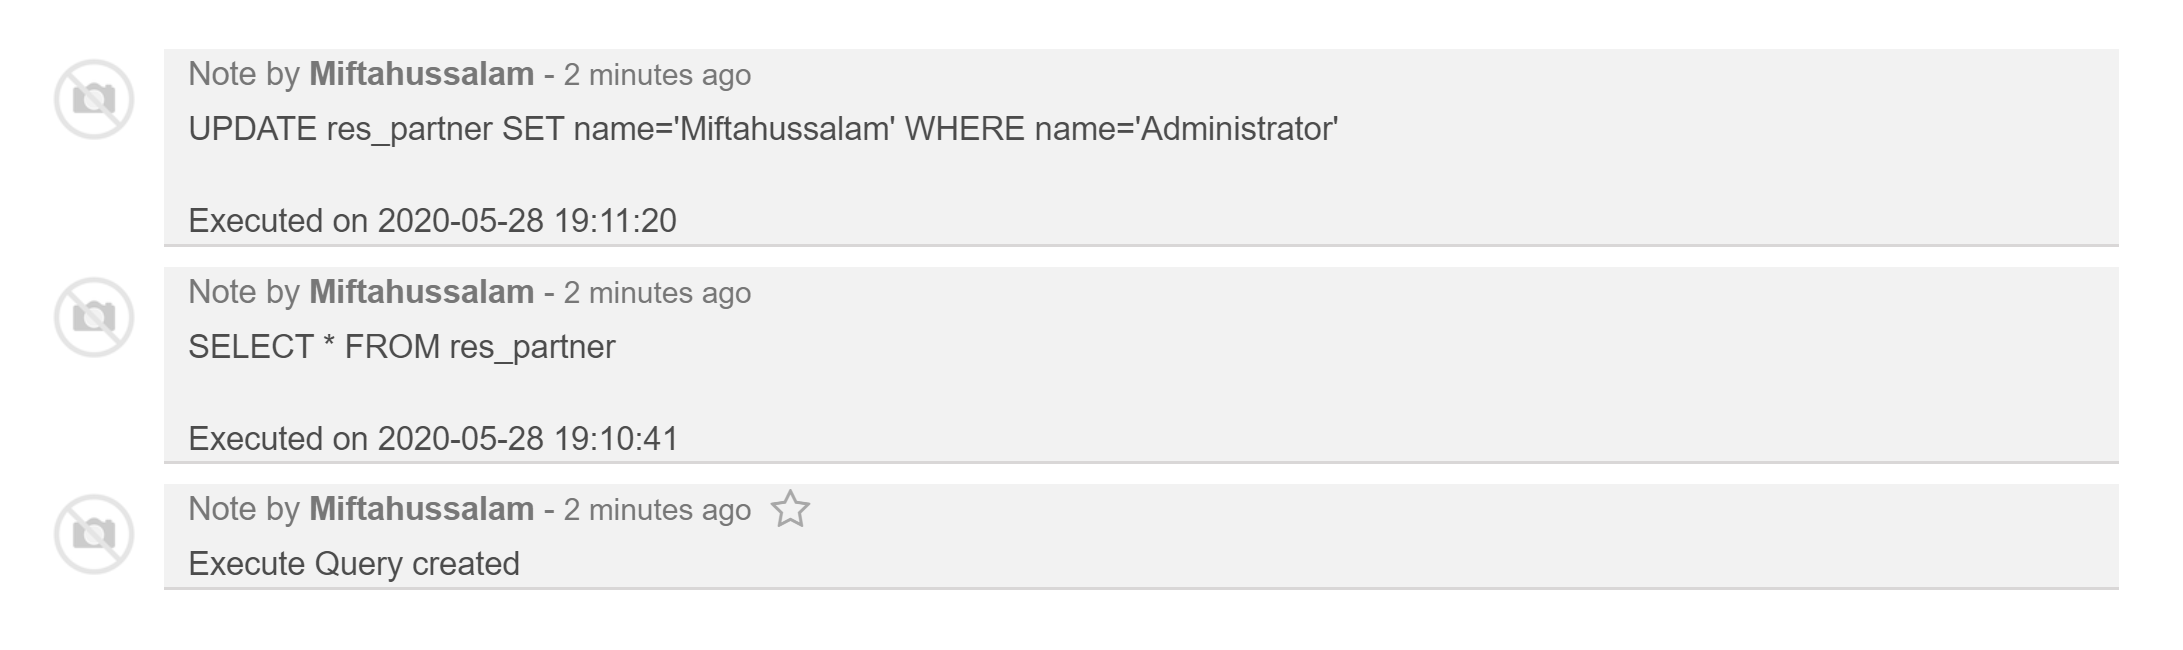 Note by Miftahussalam - 2 minutes ago
UPDATE res_partner SET name='Miftahussalam' WHERE name='Administrator'
Executed on 2020-05-28 19:11:20
Note by Miftahussalam - 2 minutes ago
SELECT * FROM res_partner
Executed on 2020-05-28 19:10:41
Note by Miftahussalam - 2 minutes ago
Execute Query created